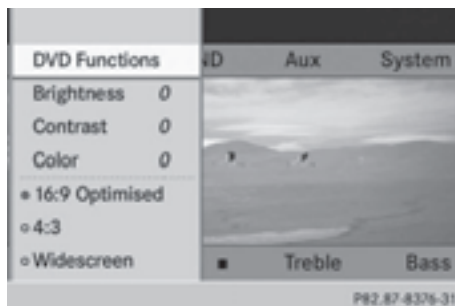 DVD Functions ND Aux System
Brightness 0
Contrast 0
Color 0
16:9 Optimised
4:3
Widescreen Treble Bass
P82.87-8376-31